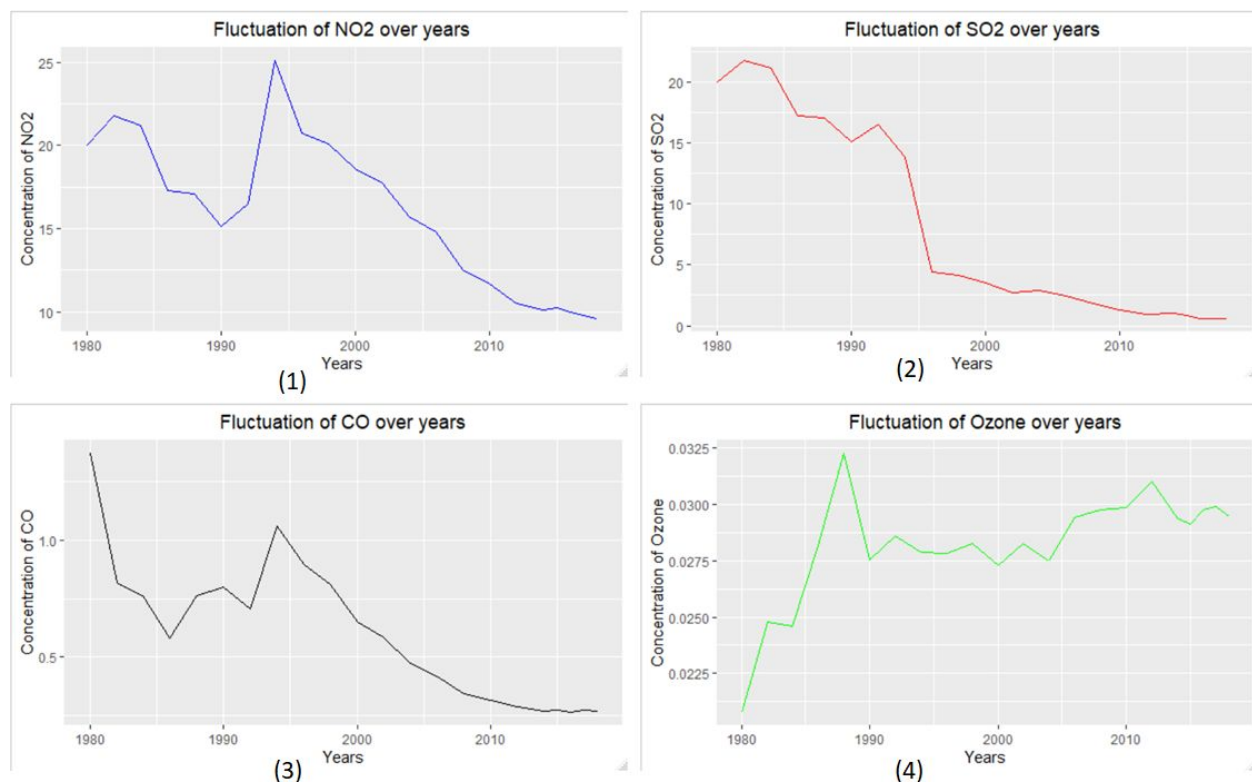 Fluctuation of NO2 over years
Concentration of NO2
25
20
15
10
1980 1990 2000 2010
Years
(1)
Fluctuation of SO2 over years
Concentration of SO2
20
15
10
5
0
1980 1990 2000 2010
Years
(2)
Fluctuation of CO over years
Concentration of CO
1.0
0.5
1980 1990 2000 2010
Years
(3)
Fluctuation of Ozone over years
Concentration of Ozone
0.0325
0.0300
0.0275
0.0250
0.0225
1980 1990 2000 2010
Years
(4)